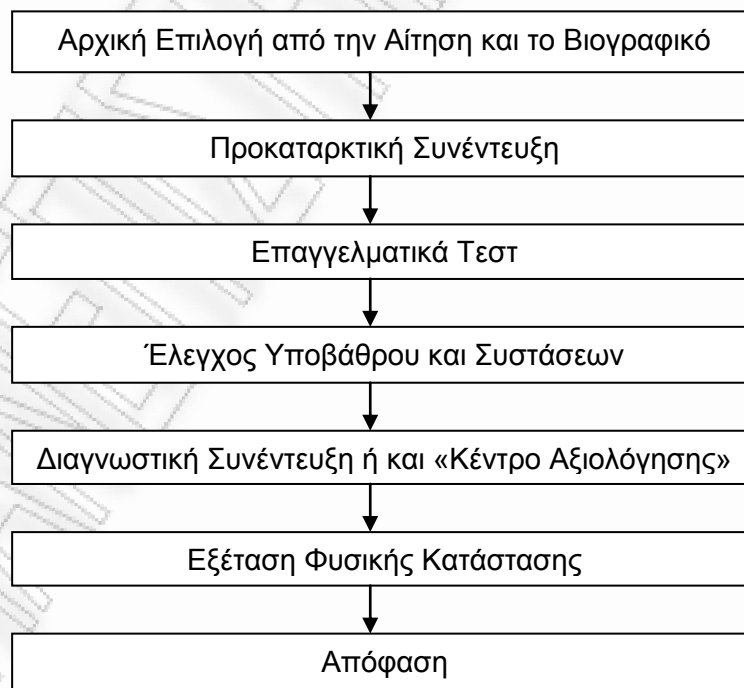 Αρχική Επιλογή από την Αίτηση και το Βιογραφικό
Προκαταρκτική Συνέντευξη
Επαγγελματικά Τεστ
Έλεγχος Υποβάθρου και Συστάσεων
Διαγνωστική Συνέντευξη ή και «Κέντρο Αξιολόγησης»
Εξέταση Φυσικής Κατάστασης
Απόφαση